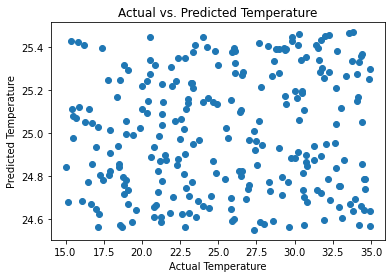 Actual vs. Predicted Temperature
Predicted Temperature
25.4
25.2
25.0
24.8
24.6
15.0 17.5 20.0 22.5 25.0 27.5 30.0 32.5 35.0
Actual Temperature